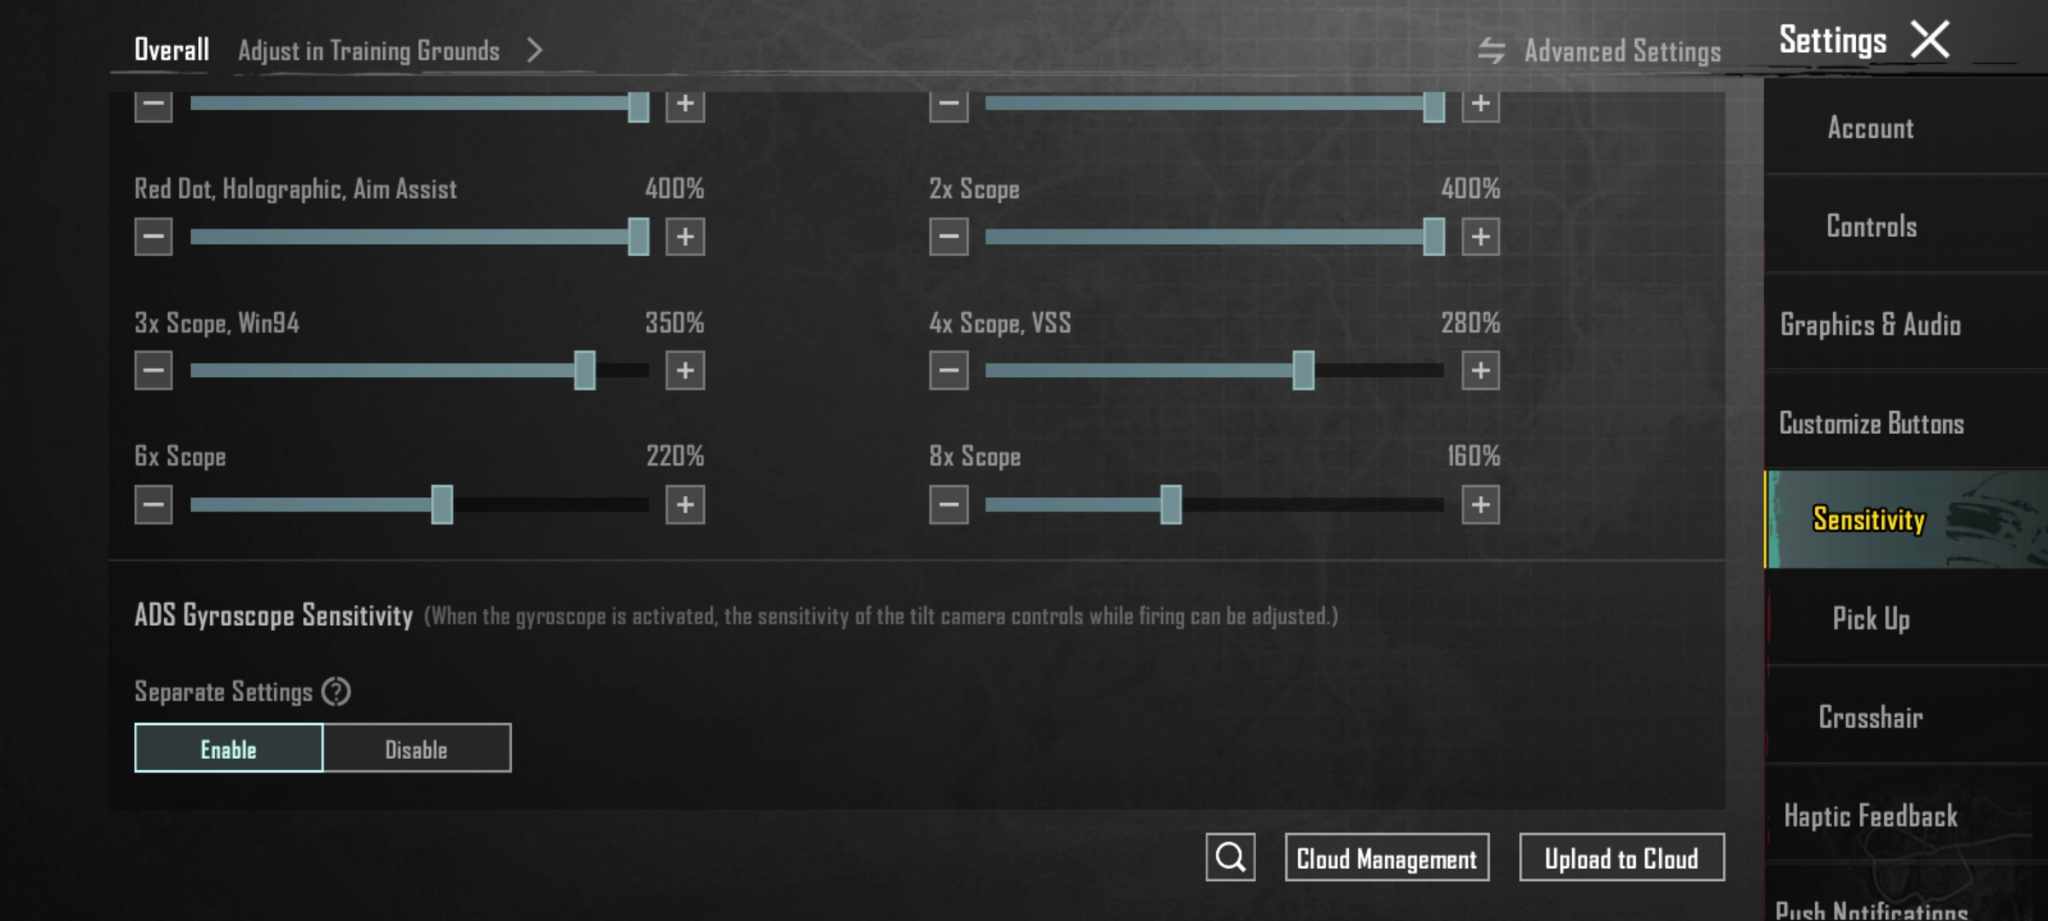 Overall
Adjust in Training Grounds
Advanced Settings
Settings
Red Dot, Holographic, Aim Assist 400%
2x Scope 400%
3x Scope, Win94 350%
4x Scope, VSS 280%
6x Scope 220%
8x Scope 160%
ADS Gyroscope Sensitivity (When the gyroscope is activated, the sensitivity of the tilt camera controls while firing can be adjusted.)
Separate Settings ?
Enable
Disable
Cloud Management
Upload to Cloud
Account
Controls
Graphics & Audio
Customize Buttons
Sensitivity
Pick Up
Crosshair
Haptic Feedback
Push Notifications